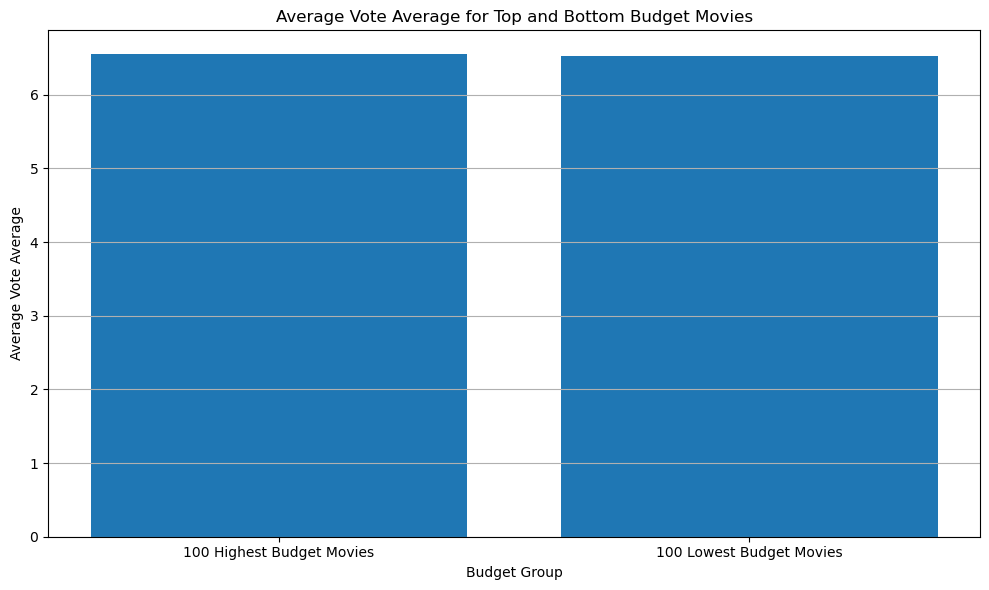 Average Vote Average for Top and Bottom Budget Movies
Average Vote Average
6
5
4
3
2
1
0
100 Highest Budget Movies
100 Lowest Budget Movies
Budget Group